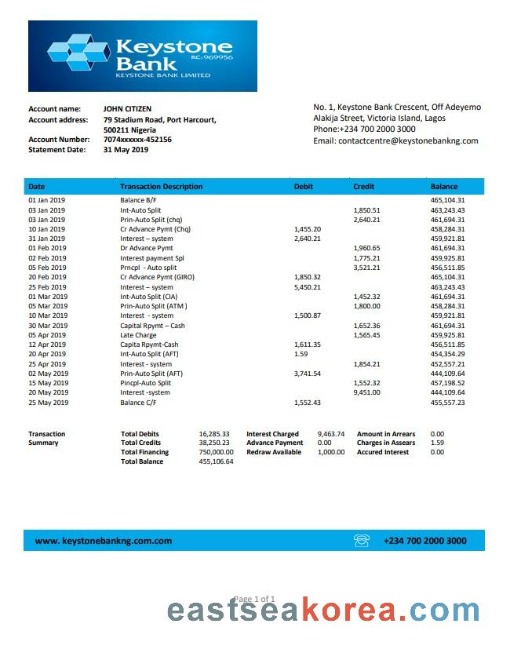 Keystone
Bank RC:969956
KEYSTONE BANK LIMITED
Account name: JOHN CITIZEN
Account address: 79 Stadium Road, Port Harcourt,
500211 Nigeria
Account Number: 7074xxxxxx-452156
Statement Date: 31 May 2019
No. 1, Keystone Bank Crescent, Off Adeyemo
Alakija Street, Victoria Island, Lagos
Phone:+234 700 2000 3000
Email: contactcentre@keystonebankng.com
Date Transaction Description Debit Credit Balance
01 Jan 2019 Balance B/F 465,104.31
03 Jan 2019 Int-Auto Split 1,850.51 463,243.43
03 Jan 2019 Prin-Auto Split (chq) 2,640.21 461,694.31
10 Jan 2019 Cr Advance Pymt (Chq) 1,455.20 458,284.31
31 Jan 2019 Interest – system 2,640.21 459,921.81
01 Feb 2019 Dr Advance Pymt 1,960.65 461,694.31
02 Feb 2019 Interest payment Spl 1,775.21 459,925.81
05 Feb 2019 Pmcpl - Auto split 3,521.21 456,511.85
20 Feb 2019 Cr Advance Pymt (GIRO) 1,850.32 465,104.31
25 Feb 2019 Interest – system 5,450.21 463,243.43
01 Mar 2019 Int-Auto Split (OA) 1,452.32 461,694.31
05 Mar 2019 Prin-Auto Split (ATM ) 1,800.00 458,284.31
10 Mar 2019 Interest - system 1,500.87 459,921.81
30 Mar 2019 Capital Rpymt – Cash 1,652.36 461,694.31
05 Apr 2019 Late Charge 1,565.45 459,925.81
12 Apr 2019 Capita Rpymt-Cash 1,611.35 456,511.85
20 Apr 2019 Int-Auto Split (AFT) 1.59 454,354.29
25 Apr 2019 Interest - system 1,854.21 452,557.21
02 May 2019 Prin-Auto Split (AFT) 3,741.54 444,109.64
15 May 2019 Pincpl-Auto Split 1,552.32 457,198.52
20 May 2019 Interest -system 9,451.00 444,109.64
25 May 2019 Balance C/F 1,552.43 455,557.23
Transaction Total Debits 16,285.33 Interest Charged 9,463.74 Amount in Arrears 0.00
Summary Total Credits 38,250.23 Advance Payment 0.00 Charges in Assears 1.59
Total Financing 750,000.00 Redraw Available 1,000.00 Accured Interest 0.00
Total Balance 455,106.64
www. keystonebankng.com.com +234 700 2000 3000
Page 1 of 1
eastseakorea.com